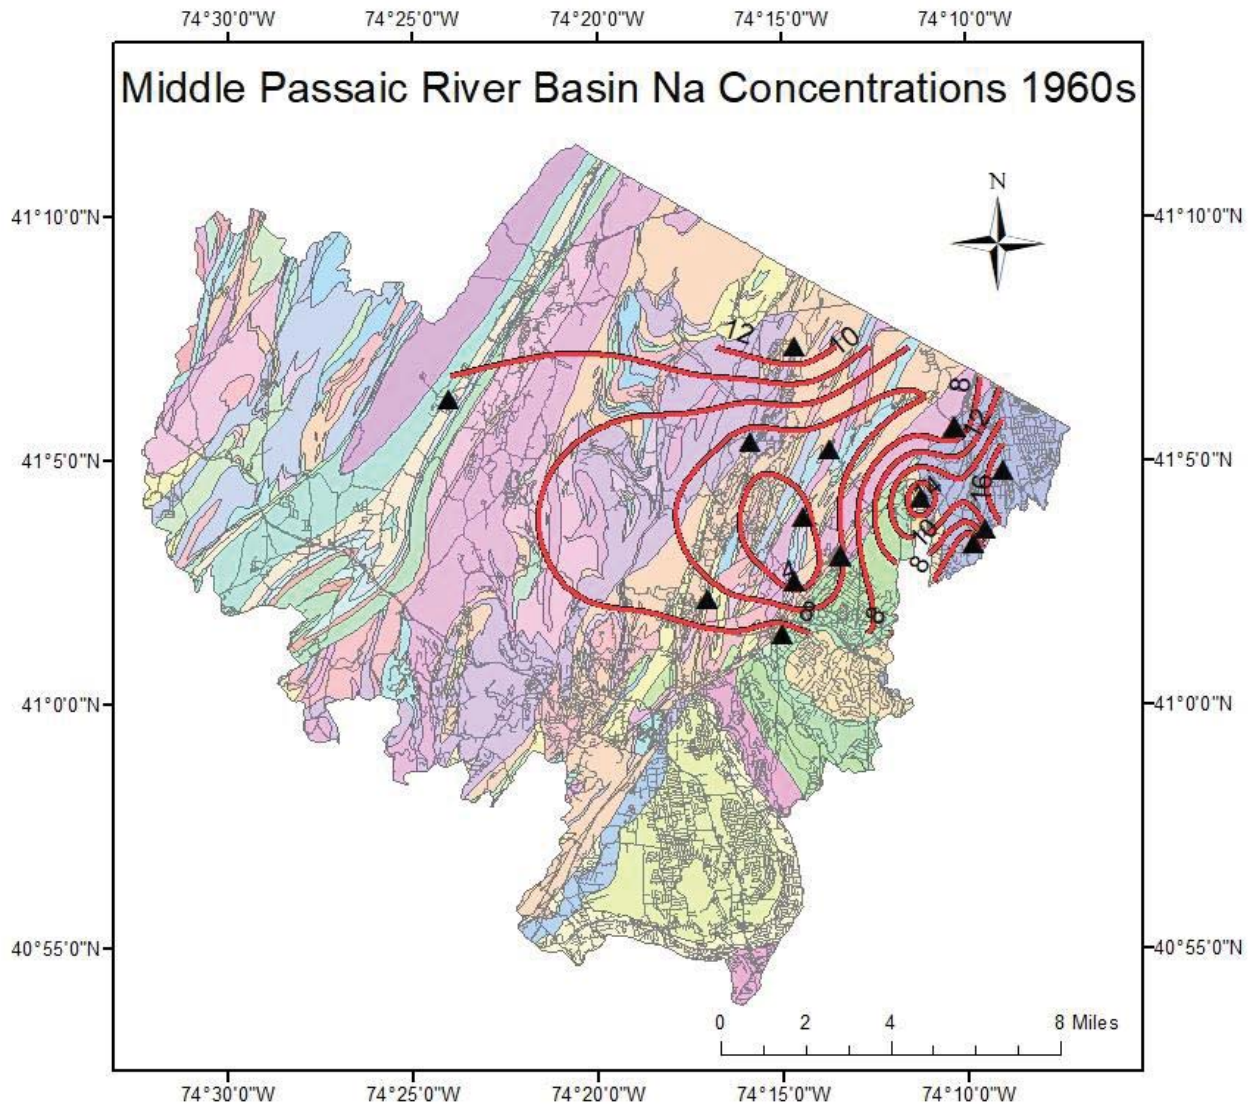 74°30'0"W 74°25'0"W 74°20'0"W 74°15'0"W 74°10'0"W
Middle Passaic River Basin Na Concentrations 1960s
N
41°10'0"N 41°10'0"N
12 10
8
12
41°5'0"N 41°5'0"N
16
14
10
4
8
8 8
41°0'0"N 41°0'0"N
40°55'0"N 40°55'0"N
0 2 4 8 Miles
74°30'0"W 74°25'0"W 74°20'0"W 74°15'0"W 74°10'0"W